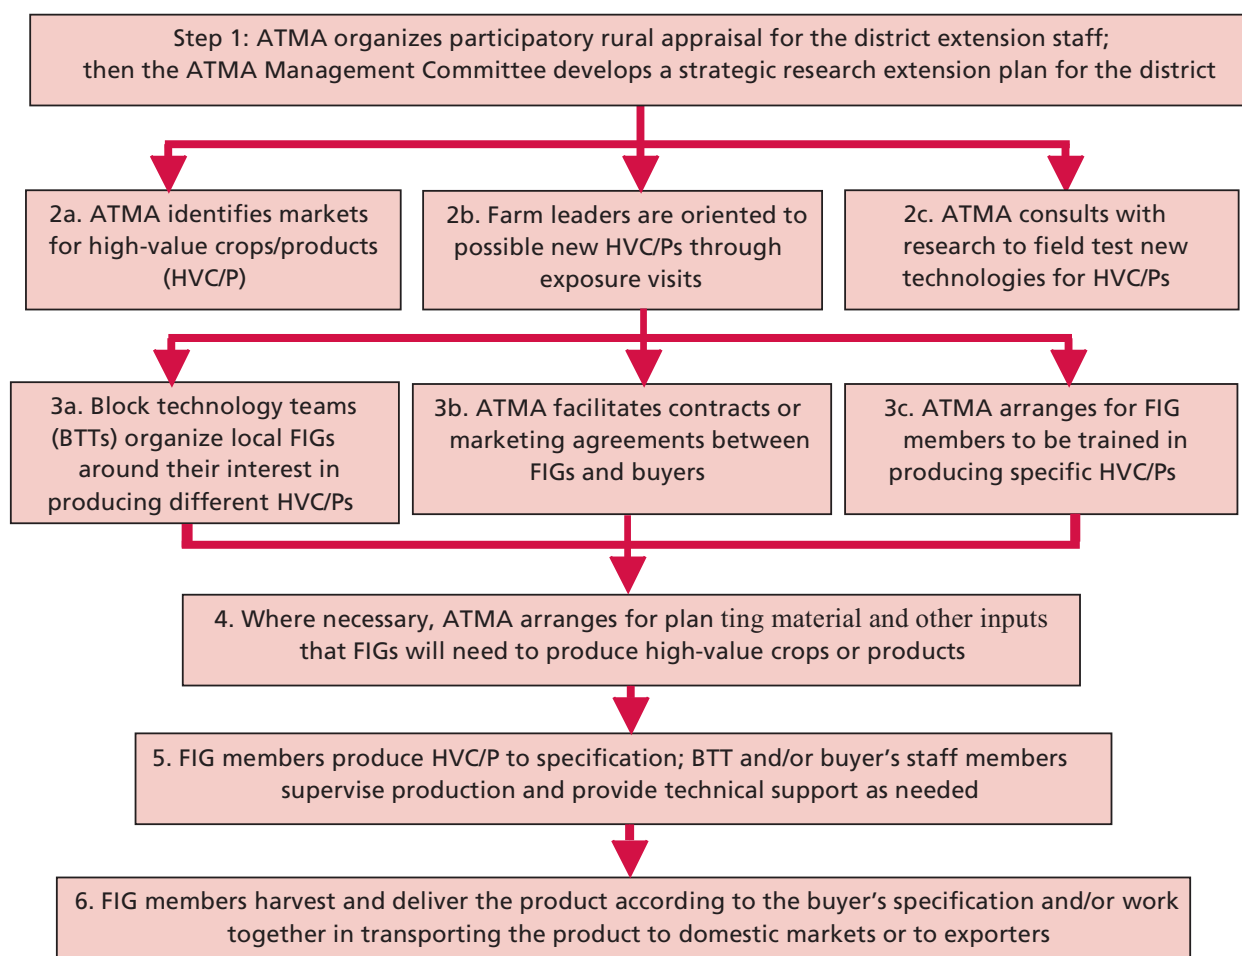 Step 1: ATMA organizes participatory rural appraisal for the district extension staff;
then the ATMA Management Committee develops a strategic research extension plan for the district
2a. ATMA identifies markets
for high-value crops/products
(HVC/P)
2b. Farm leaders are oriented to
possible new HVC/Ps through
exposure visits
2c. ATMA consults with
research to field test new
technologies for HVC/Ps
3a. Block technology teams
(BTTs) organize local FIGs
around their interest in
producing different HVC/Ps
3b. ATMA facilitates contracts or
marketing agreements between
FIGs and buyers
3c. ATMA arranges for FIG
members to be trained in
producing specific HVC/Ps
4. Where necessary, ATMA arranges for plan ting material and other inputs
that FIGs will need to produce high-value crops or products
5. FIG members produce HVC/P to specification; BTT and/or buyer's staff members
supervise production and provide technical support as needed
6. FIG members harvest and deliver the product according to the buyer's specification and/or work
together in transporting the product to domestic markets or to exporters